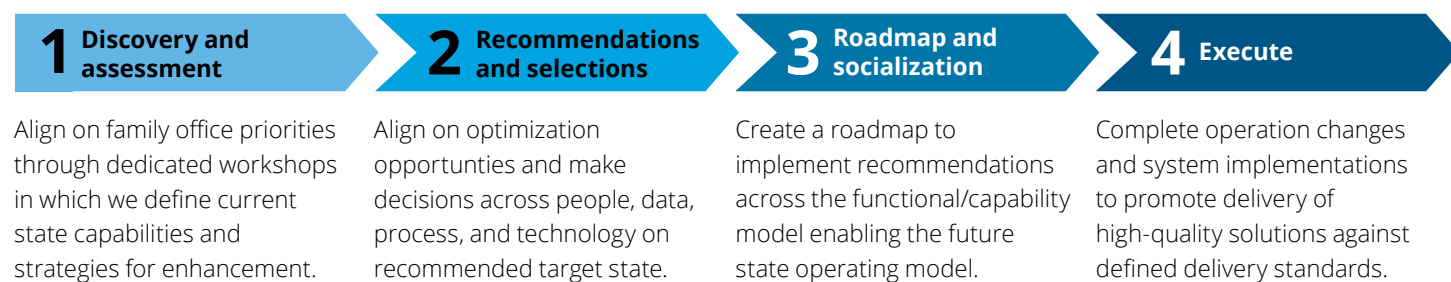 1 Discovery and
assessment
Align on family office priorities
through dedicated workshops
in which we define current
state capabilities and
strategies for enhancement.
2 Recommendations
and selections
Align on optimization
opportunties and make
decisions across people, data,
process, and technology on
recommended target state.
3 Roadmap and
socialization
Create a roadmap to
implement recommendations
across the functional/capability
model enabling the future
state operating model.
4 Execute
Complete operation changes
and system implementations
to promote delivery of
high-quality solutions against
defined delivery standards.